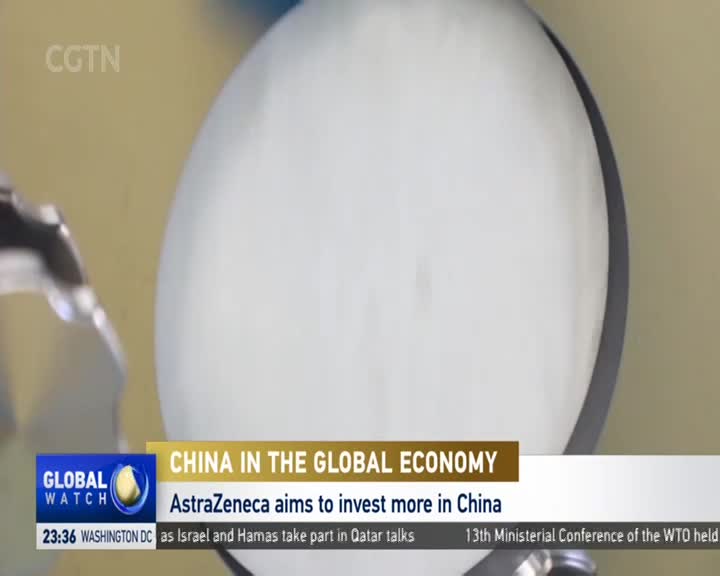 CGTN
CHINA IN THE GLOBAL ECONOMY
GLOBAL
WATCH
AstraZeneca aims to invest more in China
23:36 WASHINGTON DC as Israel and Hamas take part in Qatar talks 13th Ministerial Conference of the WTO held